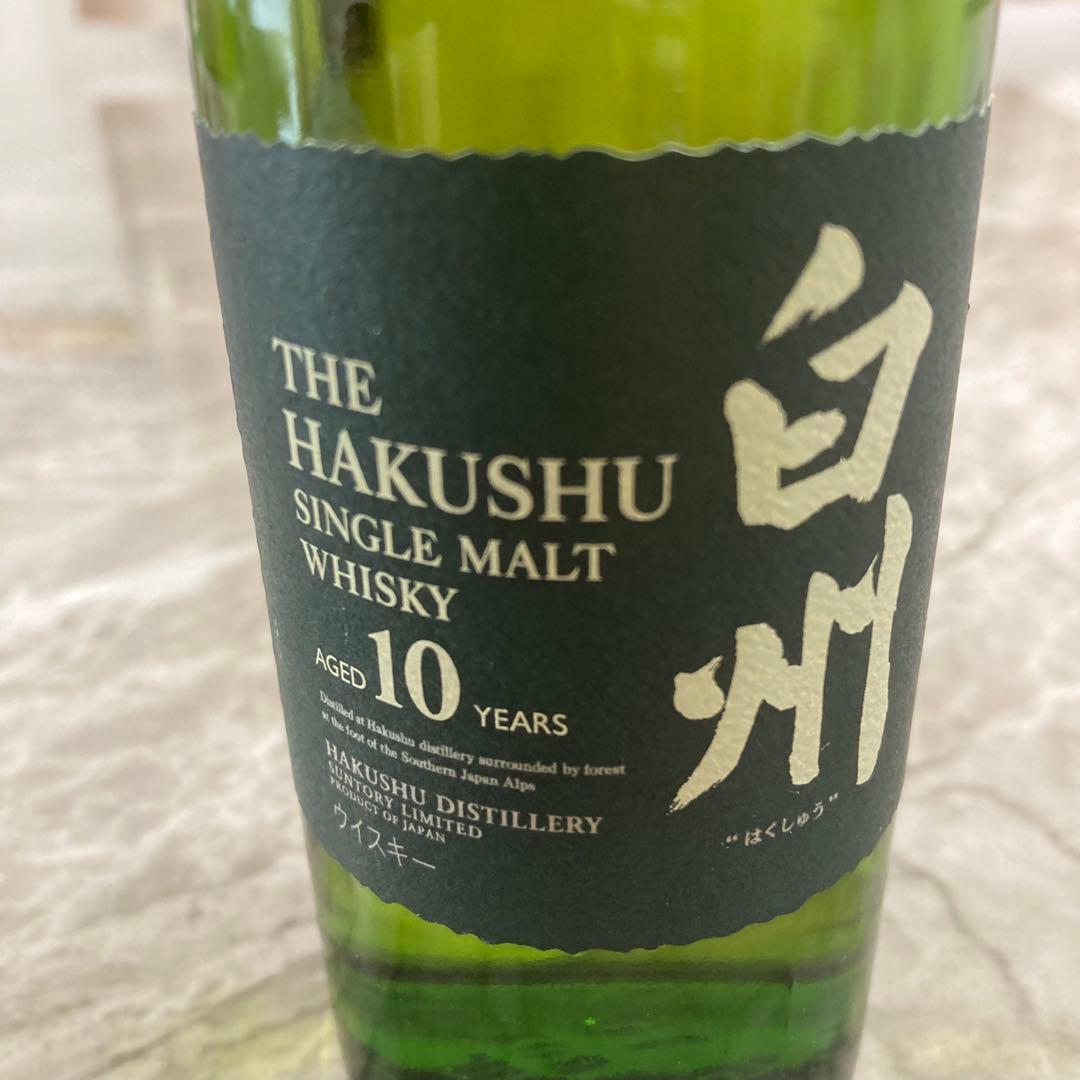 THE
HAKUSHU
SINGLE MALT
WHISKY
AGED 10 YEARS
Distilled at Hakushu distillery surrounded by forest
at the foot of the Southern Japan Alps
HAKUSHU DISTILLERY
SUNTORY LIMITED
PRODUCT OF JAPAN
ウイスキー
白州
“はくしゅう”